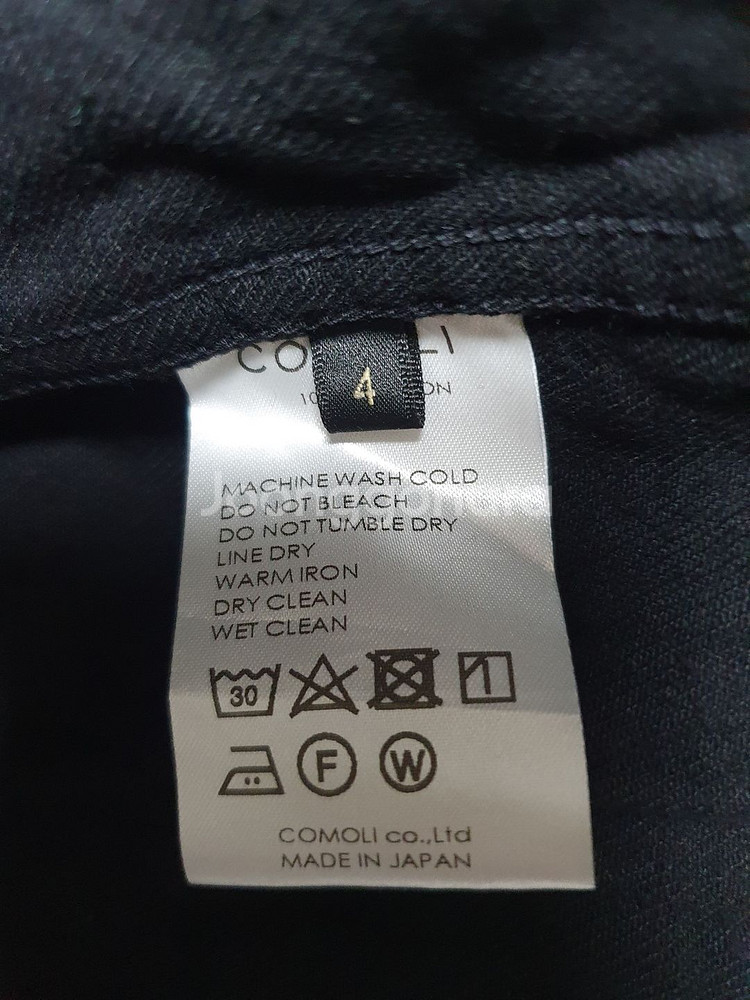 4
MACHINE WASH COLD
DO NOT BLEACH
DO NOT TUMBLE DRY
LINE DRY
WARM IRON
DRY CLEAN
WET CLEAN
30
F W
COMOLI co.,Ltd
MADE IN JAPAN